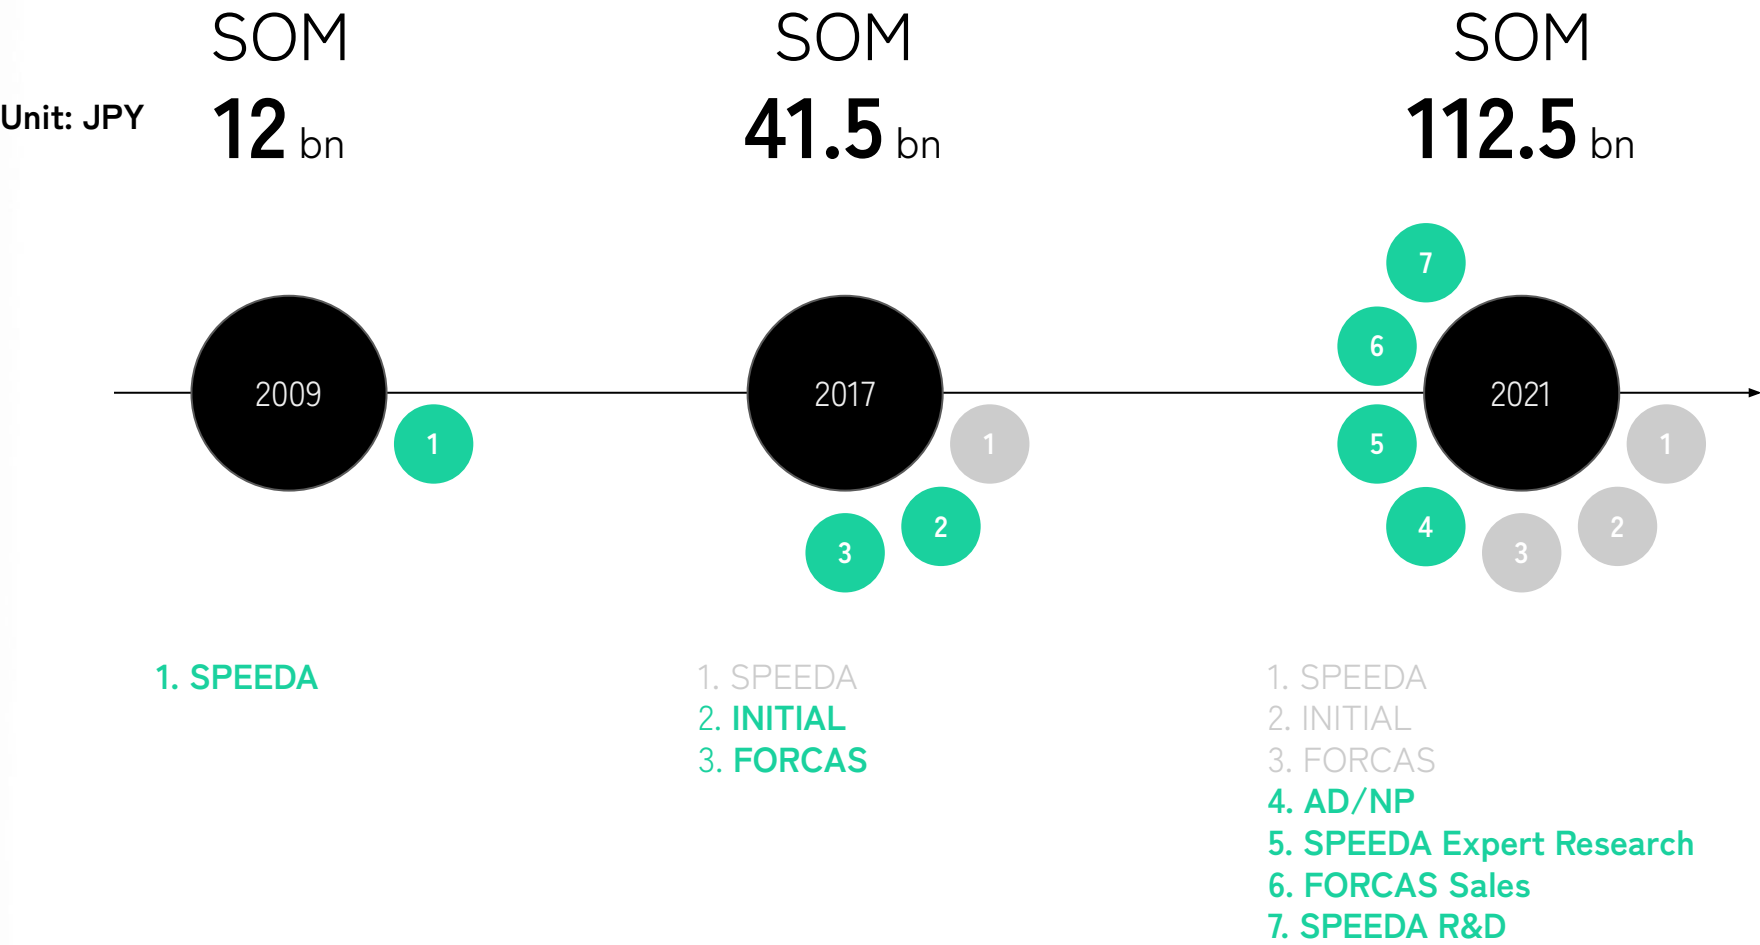 SOM
SOM
SOM
Unit: JPY
12 bn
41.5 bn
112.5 bn
7
6
2009
2017
2021
1
1
5
1
2
4
2
3
3
1. SPEEDA
1. SPEEDA
2. INITIAL
3. FORCAS
1. SPEEDA
2. INITIAL
3. FORCAS
4. AD/NP
5. SPEEDA Expert Research
6. FORCAS Sales
7. SPEEDA R&D